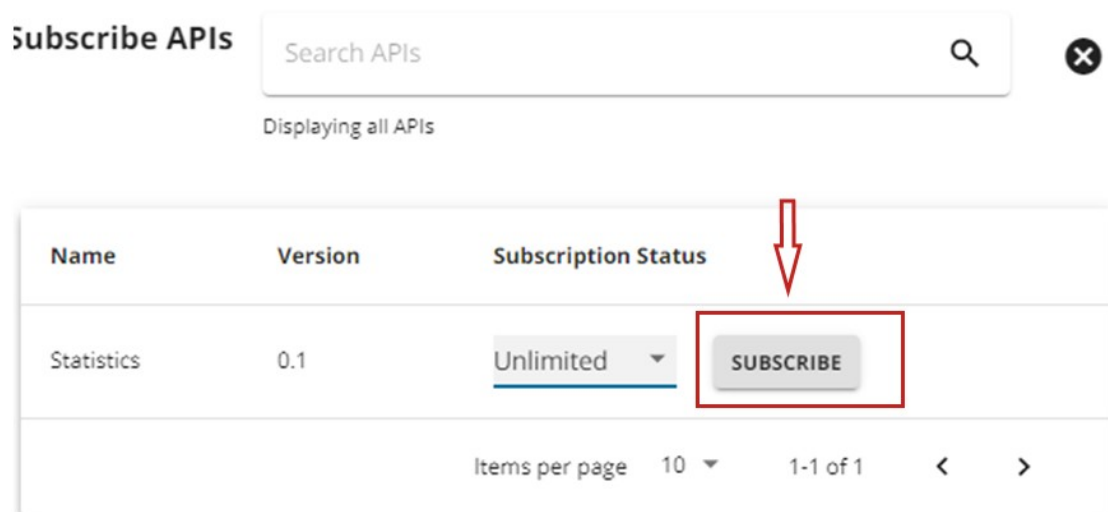 Subscribe APIs
Search APIs
Displaying all APIs
Name Version Subscription Status
Statistics 0.1 Unlimited SUBSCRIBE
Items per page 10 1-1 of 1